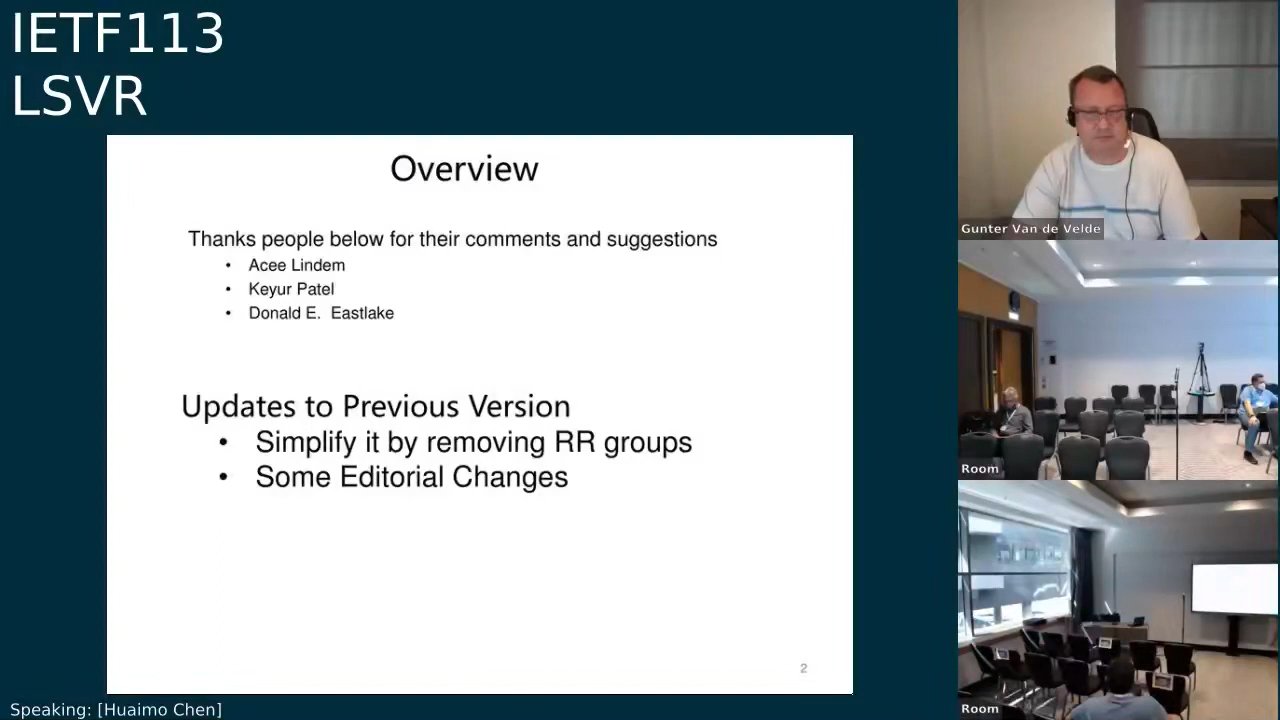 IETF113
LSVR
Overview
Thanks people below for their comments and suggestions
• Acee Lindem
• Keyur Patel
• Donald E. Eastlake
Updates to Previous Version
• Simplify it by removing RR groups
• Some Editorial Changes
2
Speaking: [Huaimo Chen]
Gunter Van de Velde
Room
Room